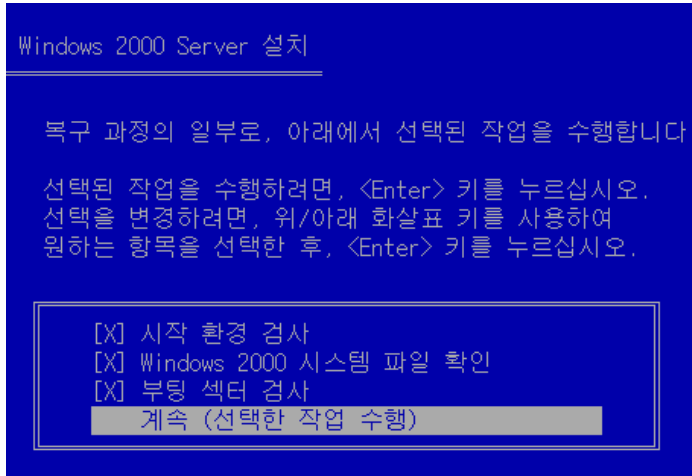 Windows 2000 Server 설치
복구 과정의 일부로, 아래에서 선택된 작업을 수행합니다
선택된 작업을 수행하려면, <Enter> 키를 누르십시오.
선택을 변경하려면, 위/아래 화살표 키를 사용하여
원하는 항목을 선택한 후, <Enter> 키를 누르십시오.
[X] 시작 환경 검사
[X] Windows 2000 시스템 파일 확인
[X] 부팅 섹터 검사
계속 (선택한 작업 수행)